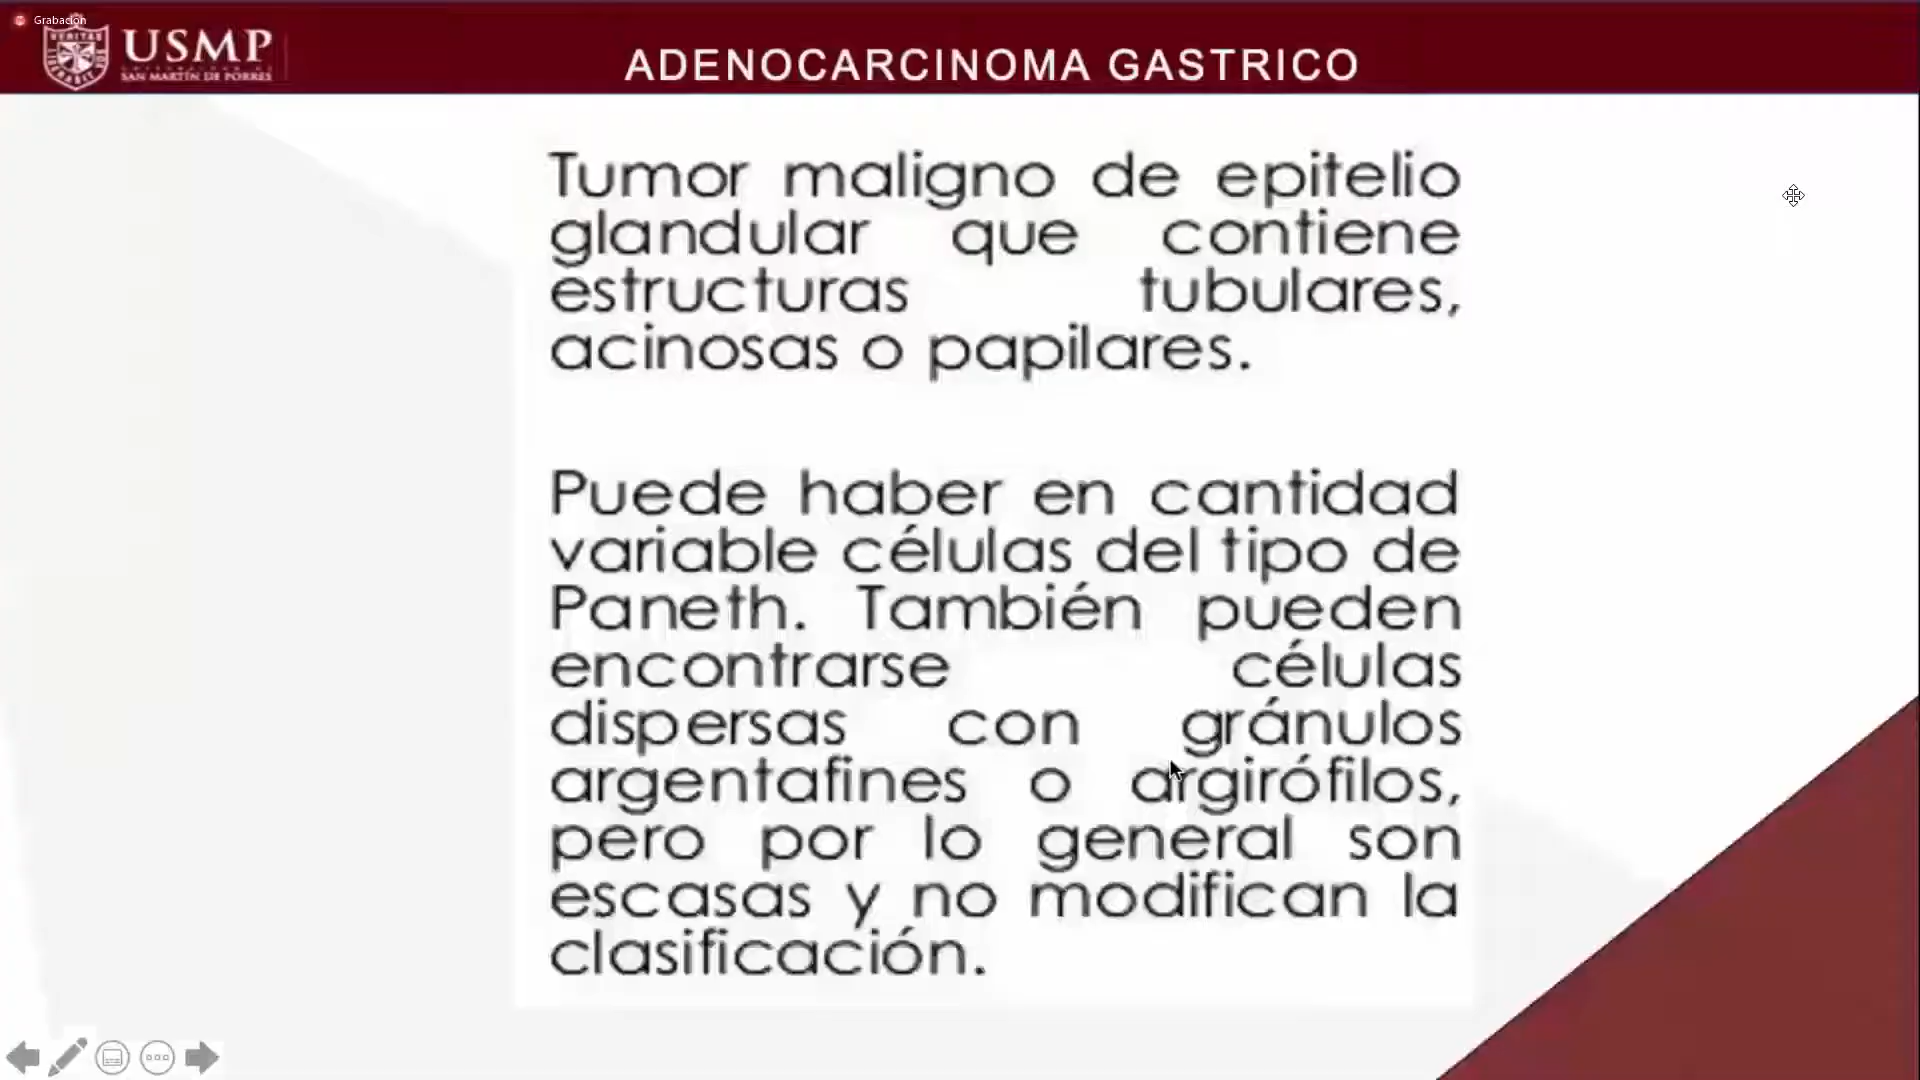 Grabación
USMP
SAN MARTÍN DE PORRES
ADENOCARCINOMA GASTRICO
Tumor maligno de epitelio
glandular que contiene
estructuras tubulares,
acinosas o papilares.
Puede haber en cantidad
variable células del tipo de
Paneth. También pueden
encontrarse células
dispersas con gránulos
argentafines o argirófilos,
pero por lo general son
escasas y no modifican la
clasificación.